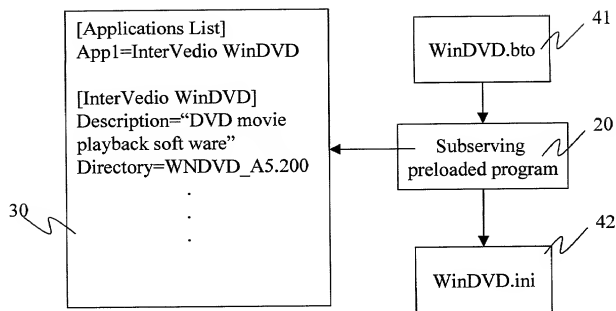 [Applications List]
App1=InterVedio WinDVD
[InterVedio WinDVD]
Description=“DVD movie
playback soft ware”
Directory=WNDVD_A5.200
.
.
.
30
WinDVD.bto
41
Subserving
preloaded program
20
WinDVD.ini
42